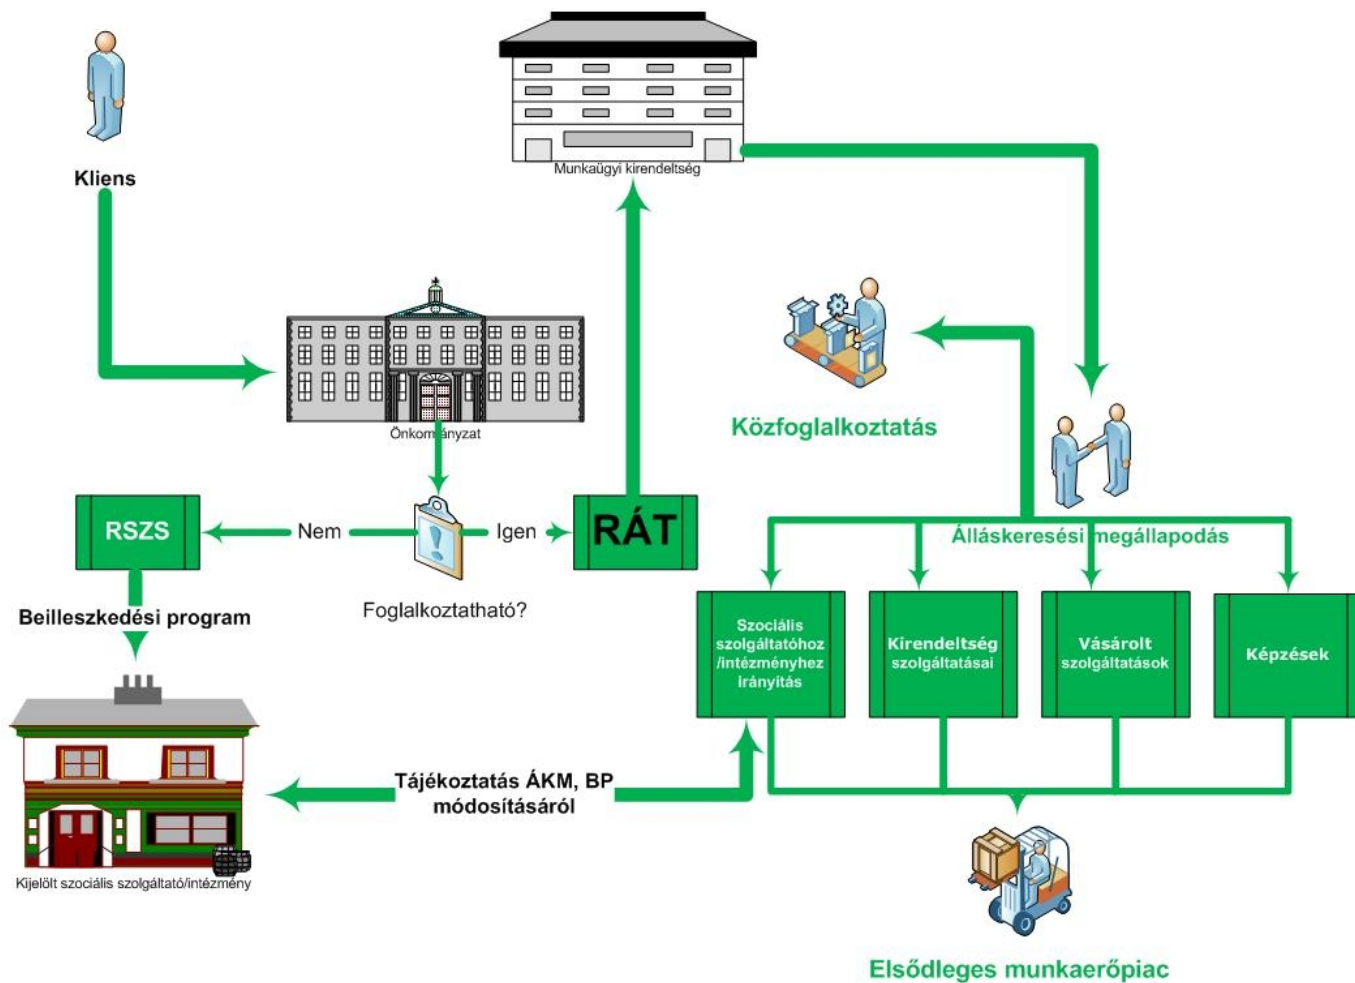 Kliens
Munkaügyi kirendeltség
Önkormányzat
Közfoglalkoztatás
RSZS
Nem
Igen
RÁT
Foglalkoztatható?
Álláskeresési megállapodás
Beilleszkedési program
Szociális
szolgáltatóhoz
/intézményhez
irányítás
Kirendeltség
szolgáltatásai
Vásárolt
szolgáltatások
Képzések
Tájékoztatás ÁKM, BP
módosításáról
Kijelölt szociális szolgáltató/intézmény
Elsődleges munkaerőpiac